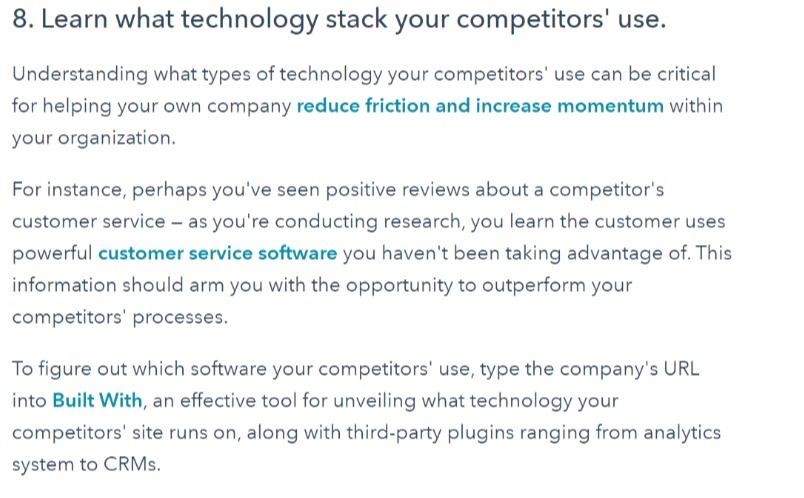 8. Learn what technology stack your competitors' use.
Understanding what types of technology your competitors' use can be critical
for helping your own company reduce friction and increase momentum within
your organization.
For instance, perhaps you've seen positive reviews about a competitor's
customer service – as you're conducting research, you learn the customer uses
powerful customer service software you haven't been taking advantage of. This
information should arm you with the opportunity to outperform your
competitors' processes.
To figure out which software your competitors' use, type the company's URL
into Built With, an effective tool for unveiling what technology your
competitors' site runs on, along with third-party plugins ranging from analytics
system to CRMs.